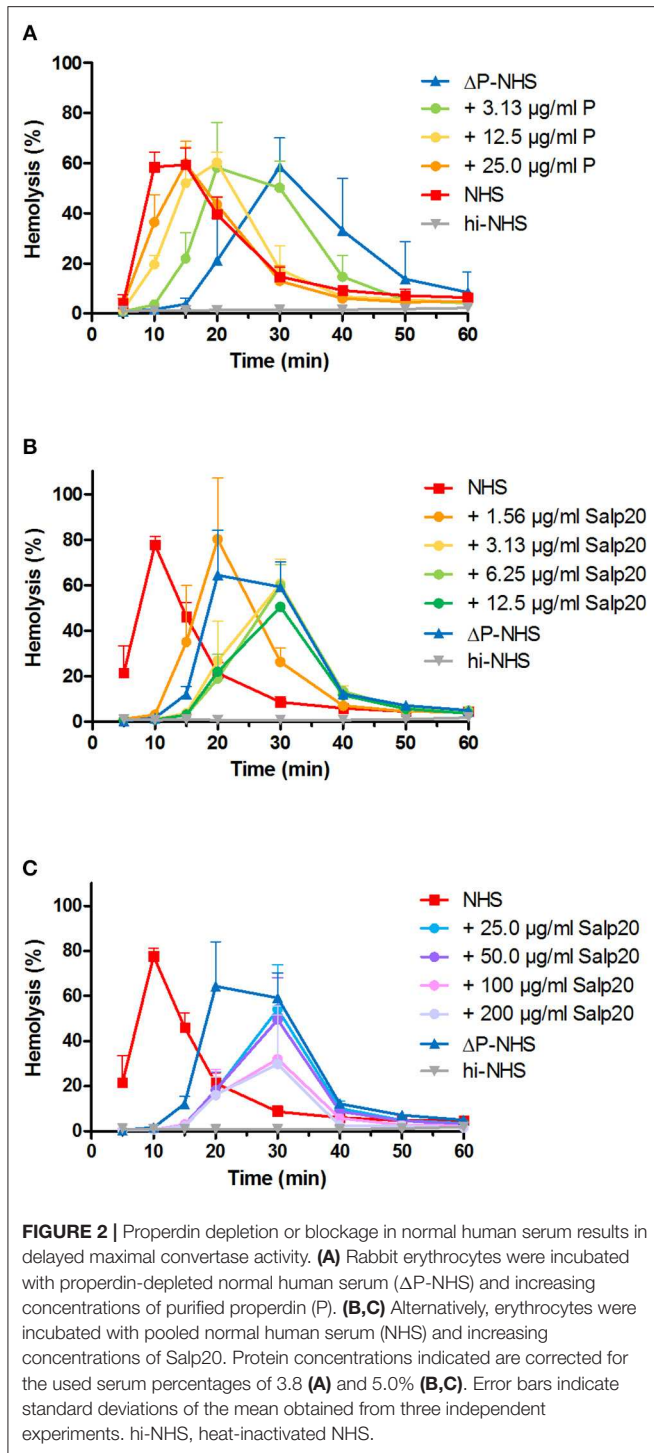 A
100
80
60
40
20
0
Hemolysis (%)
0 10 20 30 40 50 60
Time (min)
ΔP-NHS
+ 3.13 µg/ml P
+ 12.5 µg/ml P
+ 25.0 µg/ml P
NHS
hi-NHS
B
100
80
60
40
20
0
Hemolysis (%)
0 10 20 30 40 50 60
Time (min)
NHS
+ 1.56 µg/ml Salp20
+ 3.13 µg/ml Salp20
+ 6.25 µg/ml Salp20
+ 12.5 µg/ml Salp20
ΔP-NHS
hi-NHS
C
100
80
60
40
20
0
Hemolysis (%)
0 10 20 30 40 50 60
Time (min)
NHS
+ 25.0 µg/ml Salp20
+ 50.0 µg/ml Salp20
+ 100 µg/ml Salp20
+ 200 µg/ml Salp20
ΔP-NHS
hi-NHS
FIGURE 2 | Properdin depletion or blockage in normal human serum results in
delayed maximal convertase activity. (A) Rabbit erythrocytes were incubated
with properdin-depleted normal human serum (ΔP-NHS) and increasing
concentrations of purified properdin (P). (B,C) Alternatively, erythrocytes were
incubated with pooled normal human serum (NHS) and increasing
concentrations of Salp20. Protein concentrations indicated are corrected for
the used serum percentages of 3.8 (A) and 5.0% (B,C). Error bars indicate
standard deviations of the mean obtained from three independent
experiments. hi-NHS, heat-inactivated NHS.